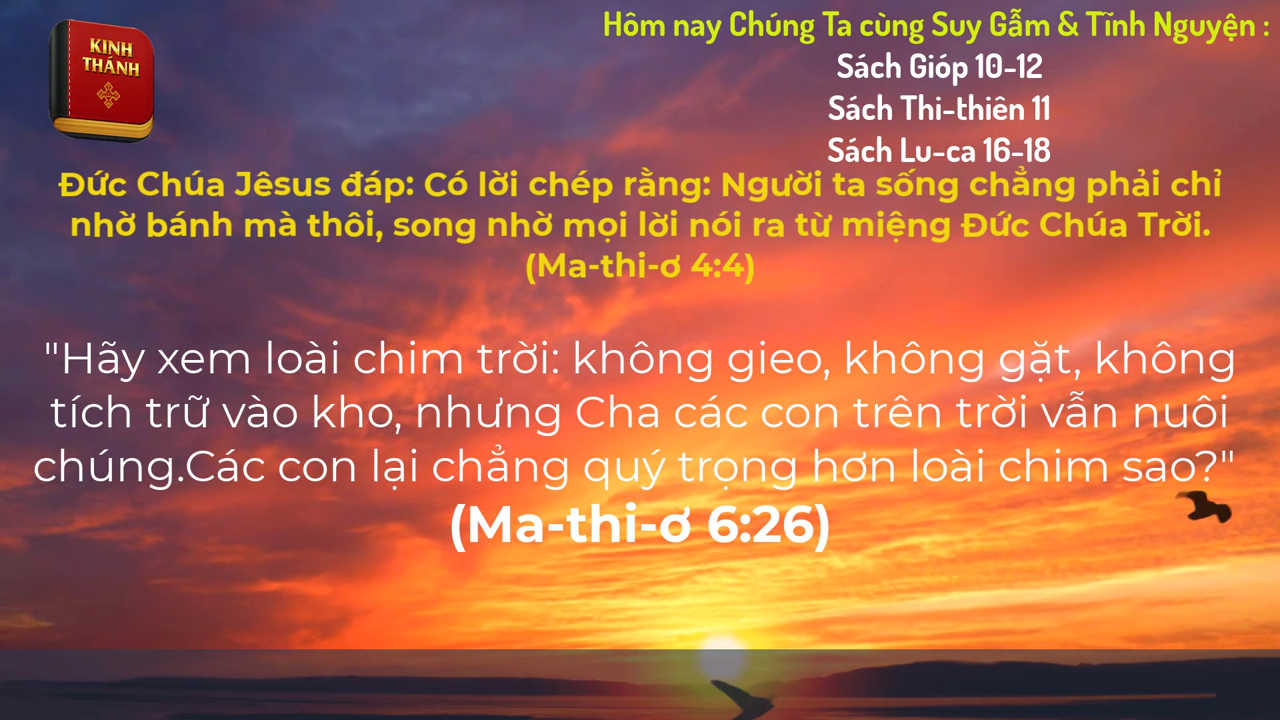 KINH
THÁNH
Hôm nay Chúng Ta cùng Suy Gẫm & Tĩnh Nguyện :
Sách Gióp 10-12
Sách Thi-thiên 11
Sách Lu-ca 16-18
Đức Chúa Jêsus đáp: Có lời chép rằng: Người ta sống chẳng phải chỉ
nhờ bánh mà thôi, song nhờ mọi lời nói ra từ miệng Đức Chúa Trời.
(Ma-thi-ơ 4:4)
"Hãy xem loài chim trời: không gieo, không gặt, không
tích trữ vào kho, nhưng Cha các con trên trời vẫn nuôi
chúng.Các con lại chẳng quý trọng hơn loài chim sao?"
(Ma-thi-ơ 6:26)